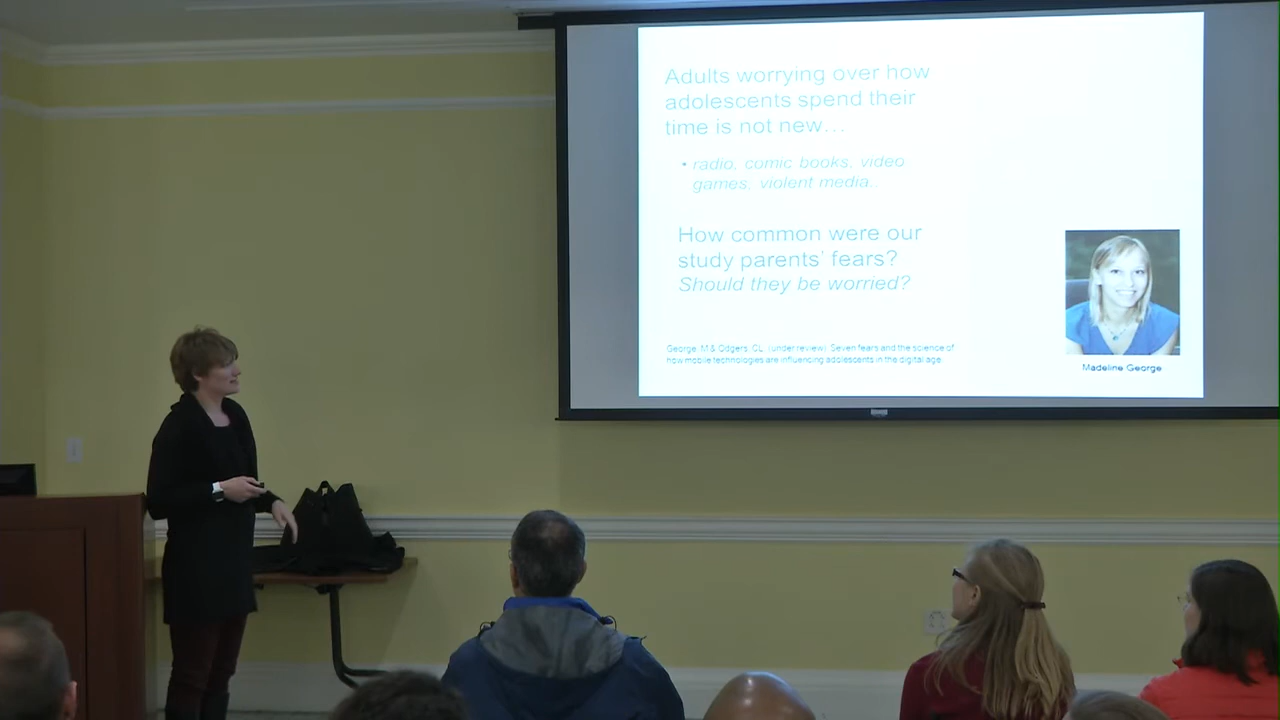 Adults worrying over how
adolescents spend their
time is not new…
• radio, comic books, video
games, violent media..
How common were our
study parents' fears?
Should they be worried?
George, M & Odgers, CL. (under review). Seven fears and the science of
how mobile technologies are influencing adolescents in the digital age.
Madeline George